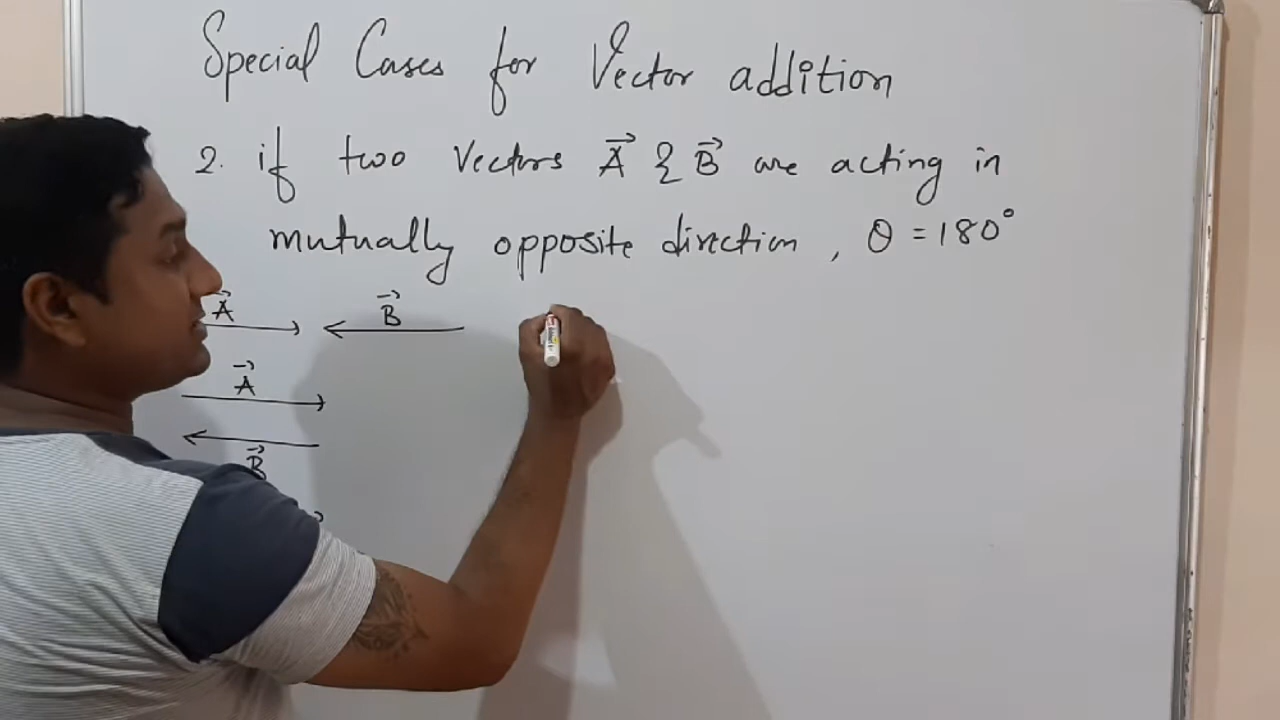 Special Cases for Vector addition
2. if two Vectors A⃗ & B⃗ are acting in
mutually opposite direction, θ = 180°
A⃗ B⃗
A⃗
B⃗